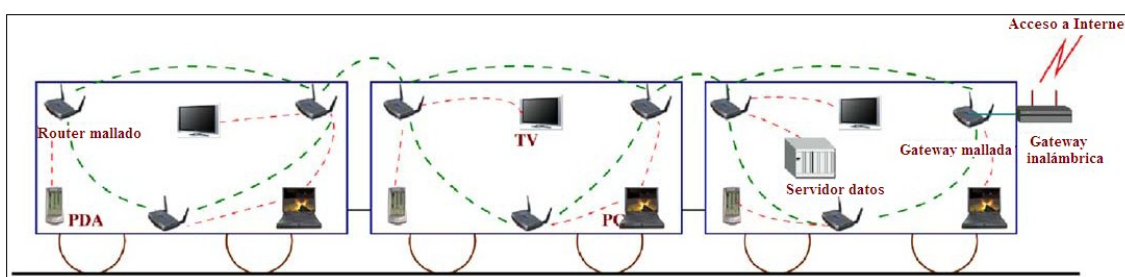 Acceso a Interne
Router mallado
TV
Gateway mallada
Gateway
inalámbrica
Servidor datos
PDA
PC